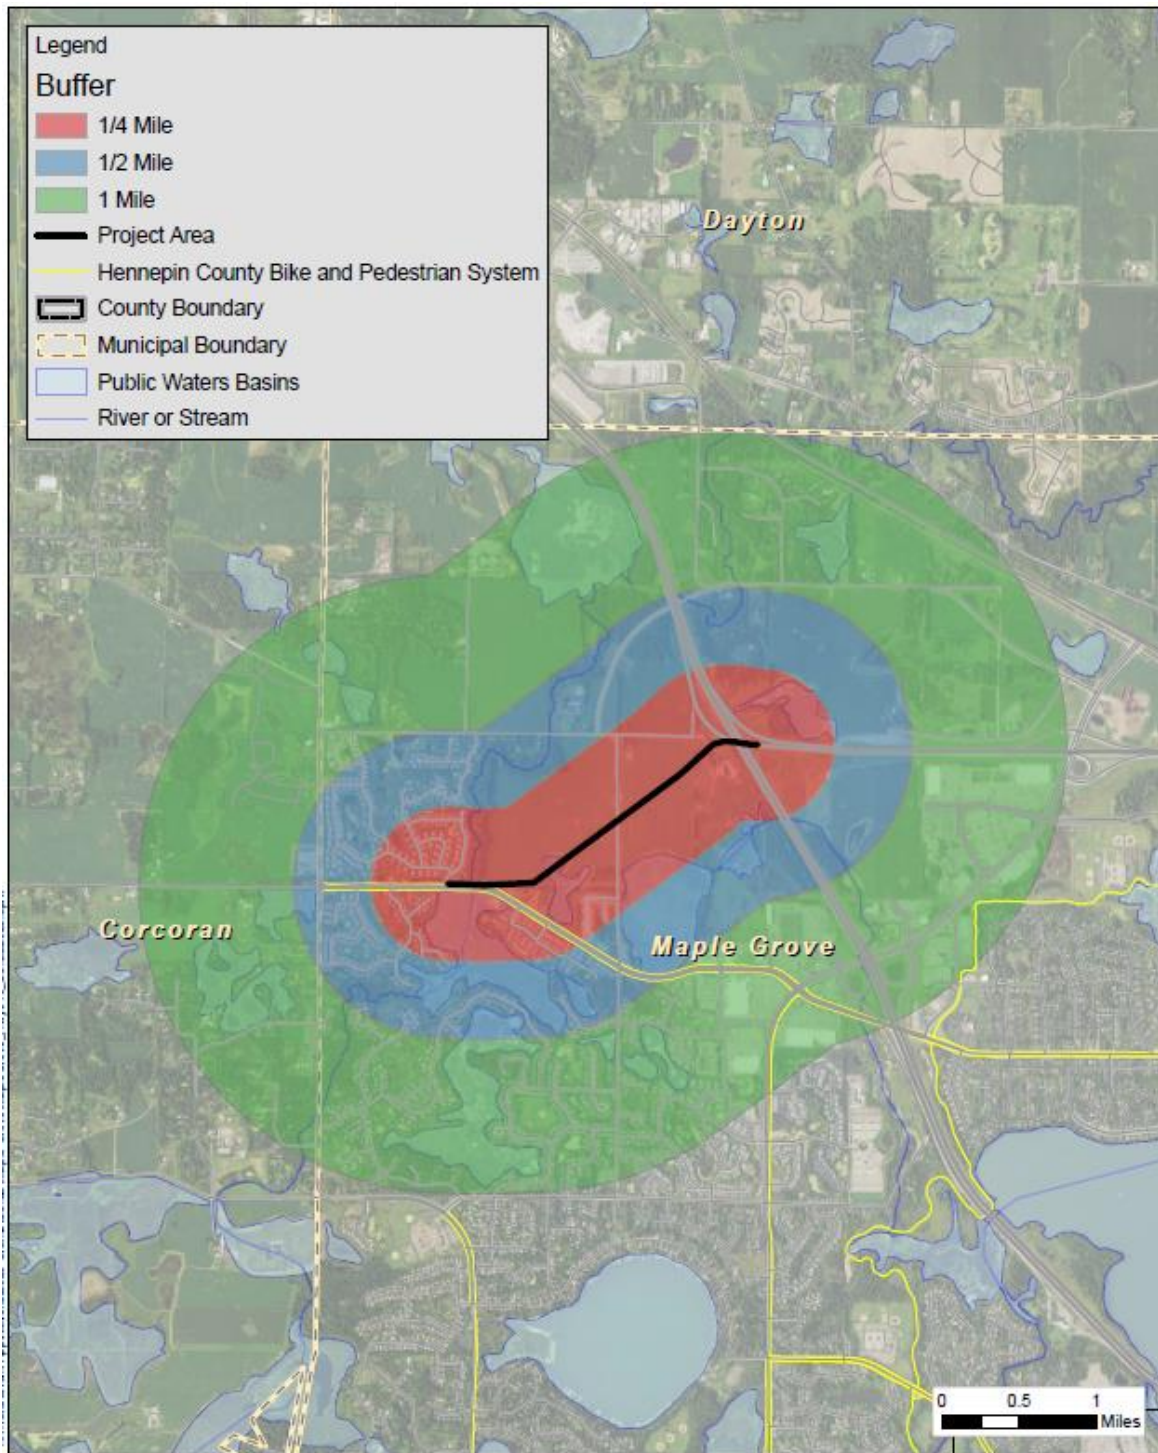 Legend
Buffer
1/4 Mile
1/2 Mile
1 Mile
Project Area
Hennepin County Bike and Pedestrian System
County Boundary
Municipal Boundary
Public Waters Basins
River or Stream
Dayton
Corcoran
Maple Grove
0 0.5 1
Miles